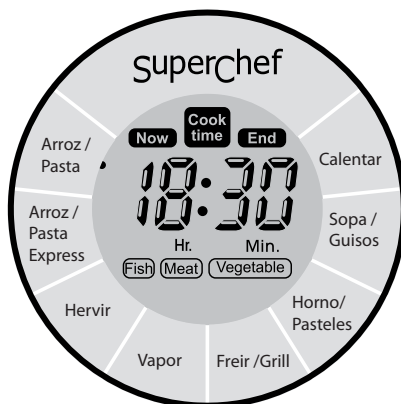 superchef
Now
Cook
time
End
18:30
Hr.
Min.
Fish
Meat
Vegetable
Arroz /
Pasta
Arroz /
Pasta
Express
Hervir
Vapor
Freir /Grill
Horno/
Pasteles
Sopa /
Guisos
Calentar